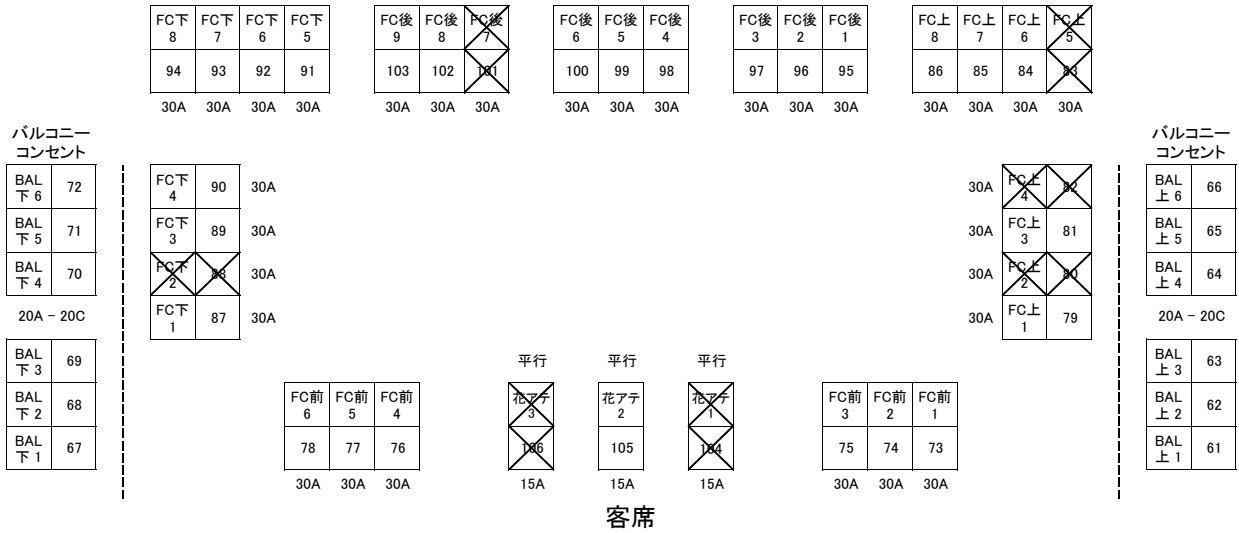 FC下 FC下 FC下 FC下 FC後 FC後 FC後 FC後 FC後 FC後 FC後 FC後 FC後 FC上 FC上 FC上 FC上
8 7 6 5 9 8 7 6 5 4 3 2 1 8 7 6 5
94 93 92 91 103 102 101 100 99 98 97 96 95 86 85 84 83
30A 30A 30A 30A 30A 30A 30A 30A 30A 30A 30A 30A 30A 30A 30A 30A 30A
バルコニー
コンセント
BAL
下 6 72
BAL
下 5 71
BAL
下 4 70
20A - 20C
BAL
下 3 69
BAL
下 2 68
BAL
下 1 67
FC下
4 90 30A
FC下
3 89 30A
FC下
2 88 30A
FC下
1 87 30A
30A FC上
4 82
30A FC上
3 81
30A FC上
2 80
30A FC上
1 79
バルコニー
コンセント
BAL
上 6 66
BAL
上 5 65
BAL
上 4 64
20A - 20C
BAL
上 3 63
BAL
上 2 62
BAL
上 1 61
平行 平行 平行
FC前 FC前 FC前 花アテ 花アテ 花アテ FC前 FC前 FC前
6 5 4 3 2 1 3 2 1
78 77 76 106 105 104 75 74 73
30A 30A 30A 15A 15A 15A 30A 30A 30A
客席